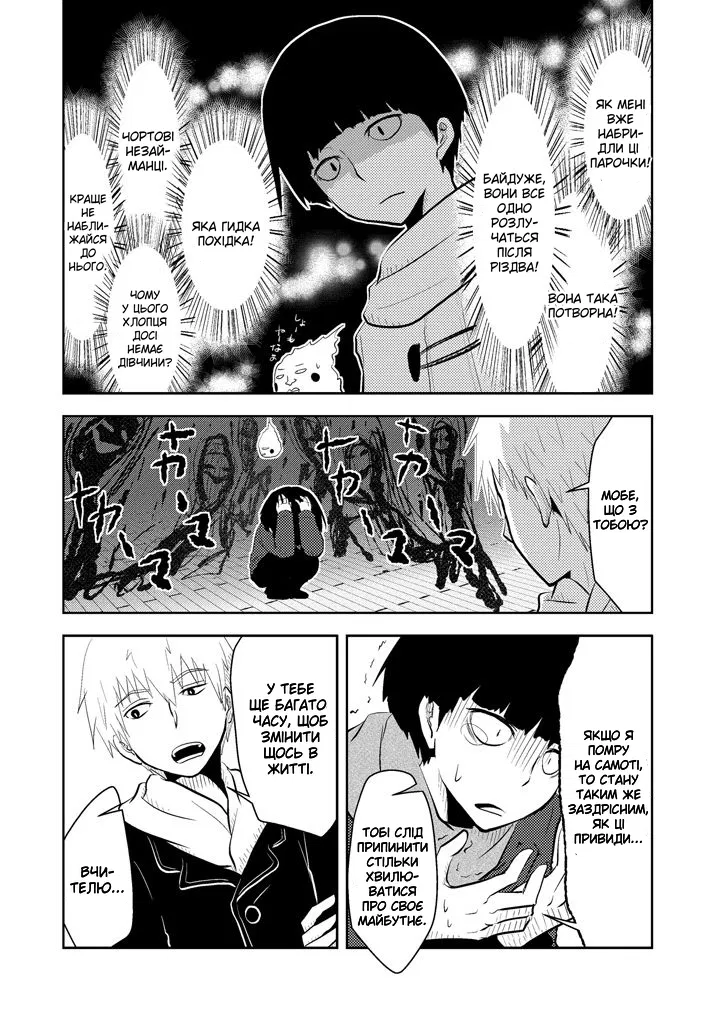 ЯК МЕНІ
ВЖЕ
НАБРИ-
ДЛИ ЦІ
ПАРОЧКИ!
БАЙДУЖЕ,
ВОНИ ВСЕ
ОДНО
РОЗЛУ-
ЧАТЬСЯ
ПІСЛЯ
РІЗДВА!
ВОНА ТАКА
ПОТВОРНА!
ЧОРТОВІ
НЕЗАЙ-
МАНЦІ.
ЯКА ГИДКА
ПОХІДКА!
КРАЩЕ
НЕ
НАБЛИ-
ЖАЙСЯ
ДО
НЬОГО.
ЧОМУ
У ЦЬОГО
ХЛОПЦЯ
ДОСІ
НЕМАЄ
ДІВЧИНИ?
МОБЕ,
ЩО З
ТОБОЮ?
ЯКЩО Я
ПОМРУ
НА САМОТІ,
ТО СТАНУ
ТАКИМ ЖЕ
ЗАЗДРІСНИМ,
ЯК ЦІ
ПРИВИДИ...
ТОБІ СЛІД
ПРИПИНИТИ
СТІЛЬКИ
ХВИЛЮ-
ВАТИСЯ
ПРО СВОЄ
МАЙБУТНЄ.
У ТЕБЕ
ЩЕ БАГАТО
ЧАСУ, ЩОБ
ЗМІНИТИ
ЩОСЬ В
ЖИТТІ.
ВЧИ-
ТЕЛЮ...